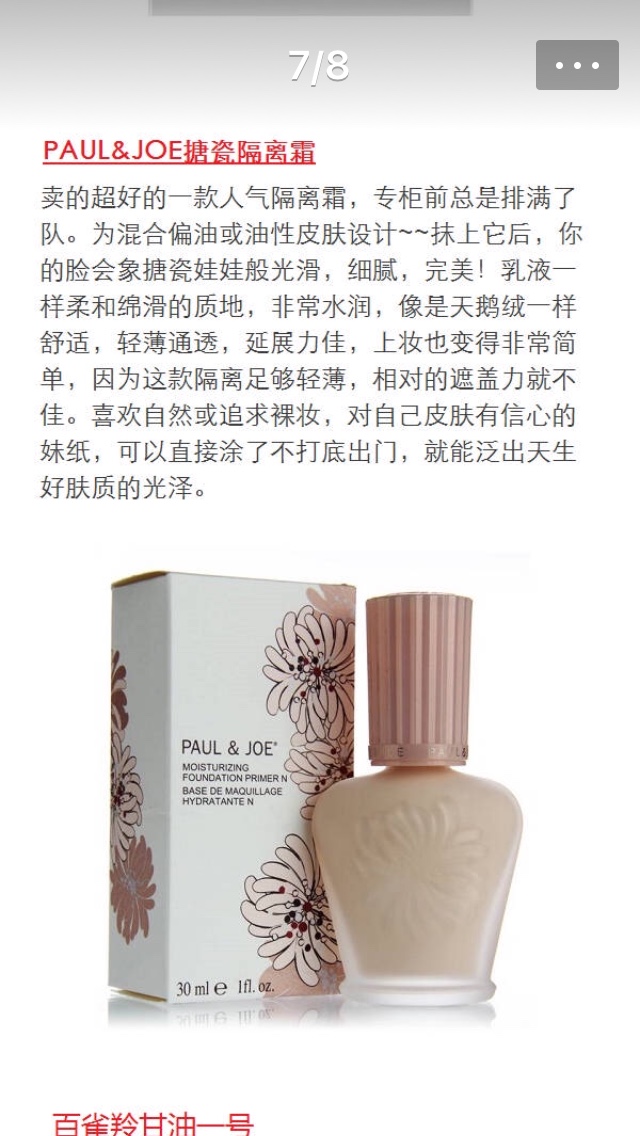 7/8
PAUL&JOE搪瓷隔离霜
卖的超好的一款人气隔离霜，专柜前总是排满了
队。为混合偏油或油性皮肤设计~~抹上它后，你
的脸会象搪瓷娃娃般光滑，细腻，完美！乳液一
样柔和绵滑的质地，非常水润，像是天鹅绒一样
舒适，轻薄通透，延展力佳，上妆也变得非常简
单，因为这款隔离足够轻薄，相对的遮盖力就不
佳。喜欢自然或追求裸妆，对自己皮肤有信心的
妹纸，可以直接涂了不打底出门，就能泛出天生
好肤质的光泽。
PAUL & JOE
MOISTURIZING
FOUNDATION PRIMER N
BASE DE MAQUILLAGE
HYDRATANTE N
30 ml e 1fl. oz.
百雀羚甘油一号